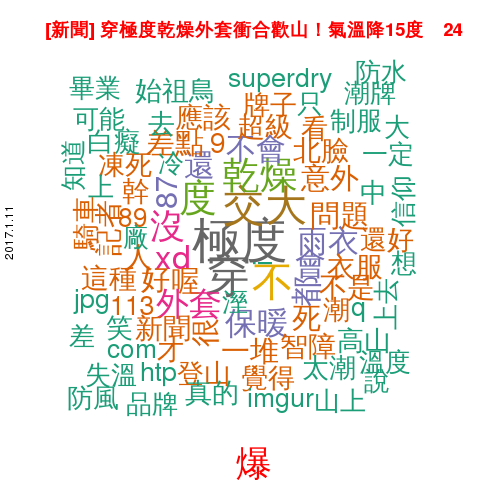 [新聞] 穿極度乾燥外套衝合歡山！氣溫降15度 24
畢業 始祖鳥 superdry 防水
潮牌
可能 去 應該 牌子 只
白癡 差點 9 超級 看 制服 大
知道 凍死 冷 還 不會 北臉 一定
上 幹 87 度 乾燥 意外 中 信仰
騎車 記者 189 沒 交大 問題
廠 人 xd 極度 雨衣 還好
這種 好喔 穿 不 都會 衣服 想
jpg 113 外套 溼 不是 上去
差 笑 新聞 很 保暖 死 潮 q
com 才 一堆 智障 高山
失溫 htp 登山 覺得 太潮 溫度
說
防風 品牌 真的 imgur 山上
2017.1.11
爆